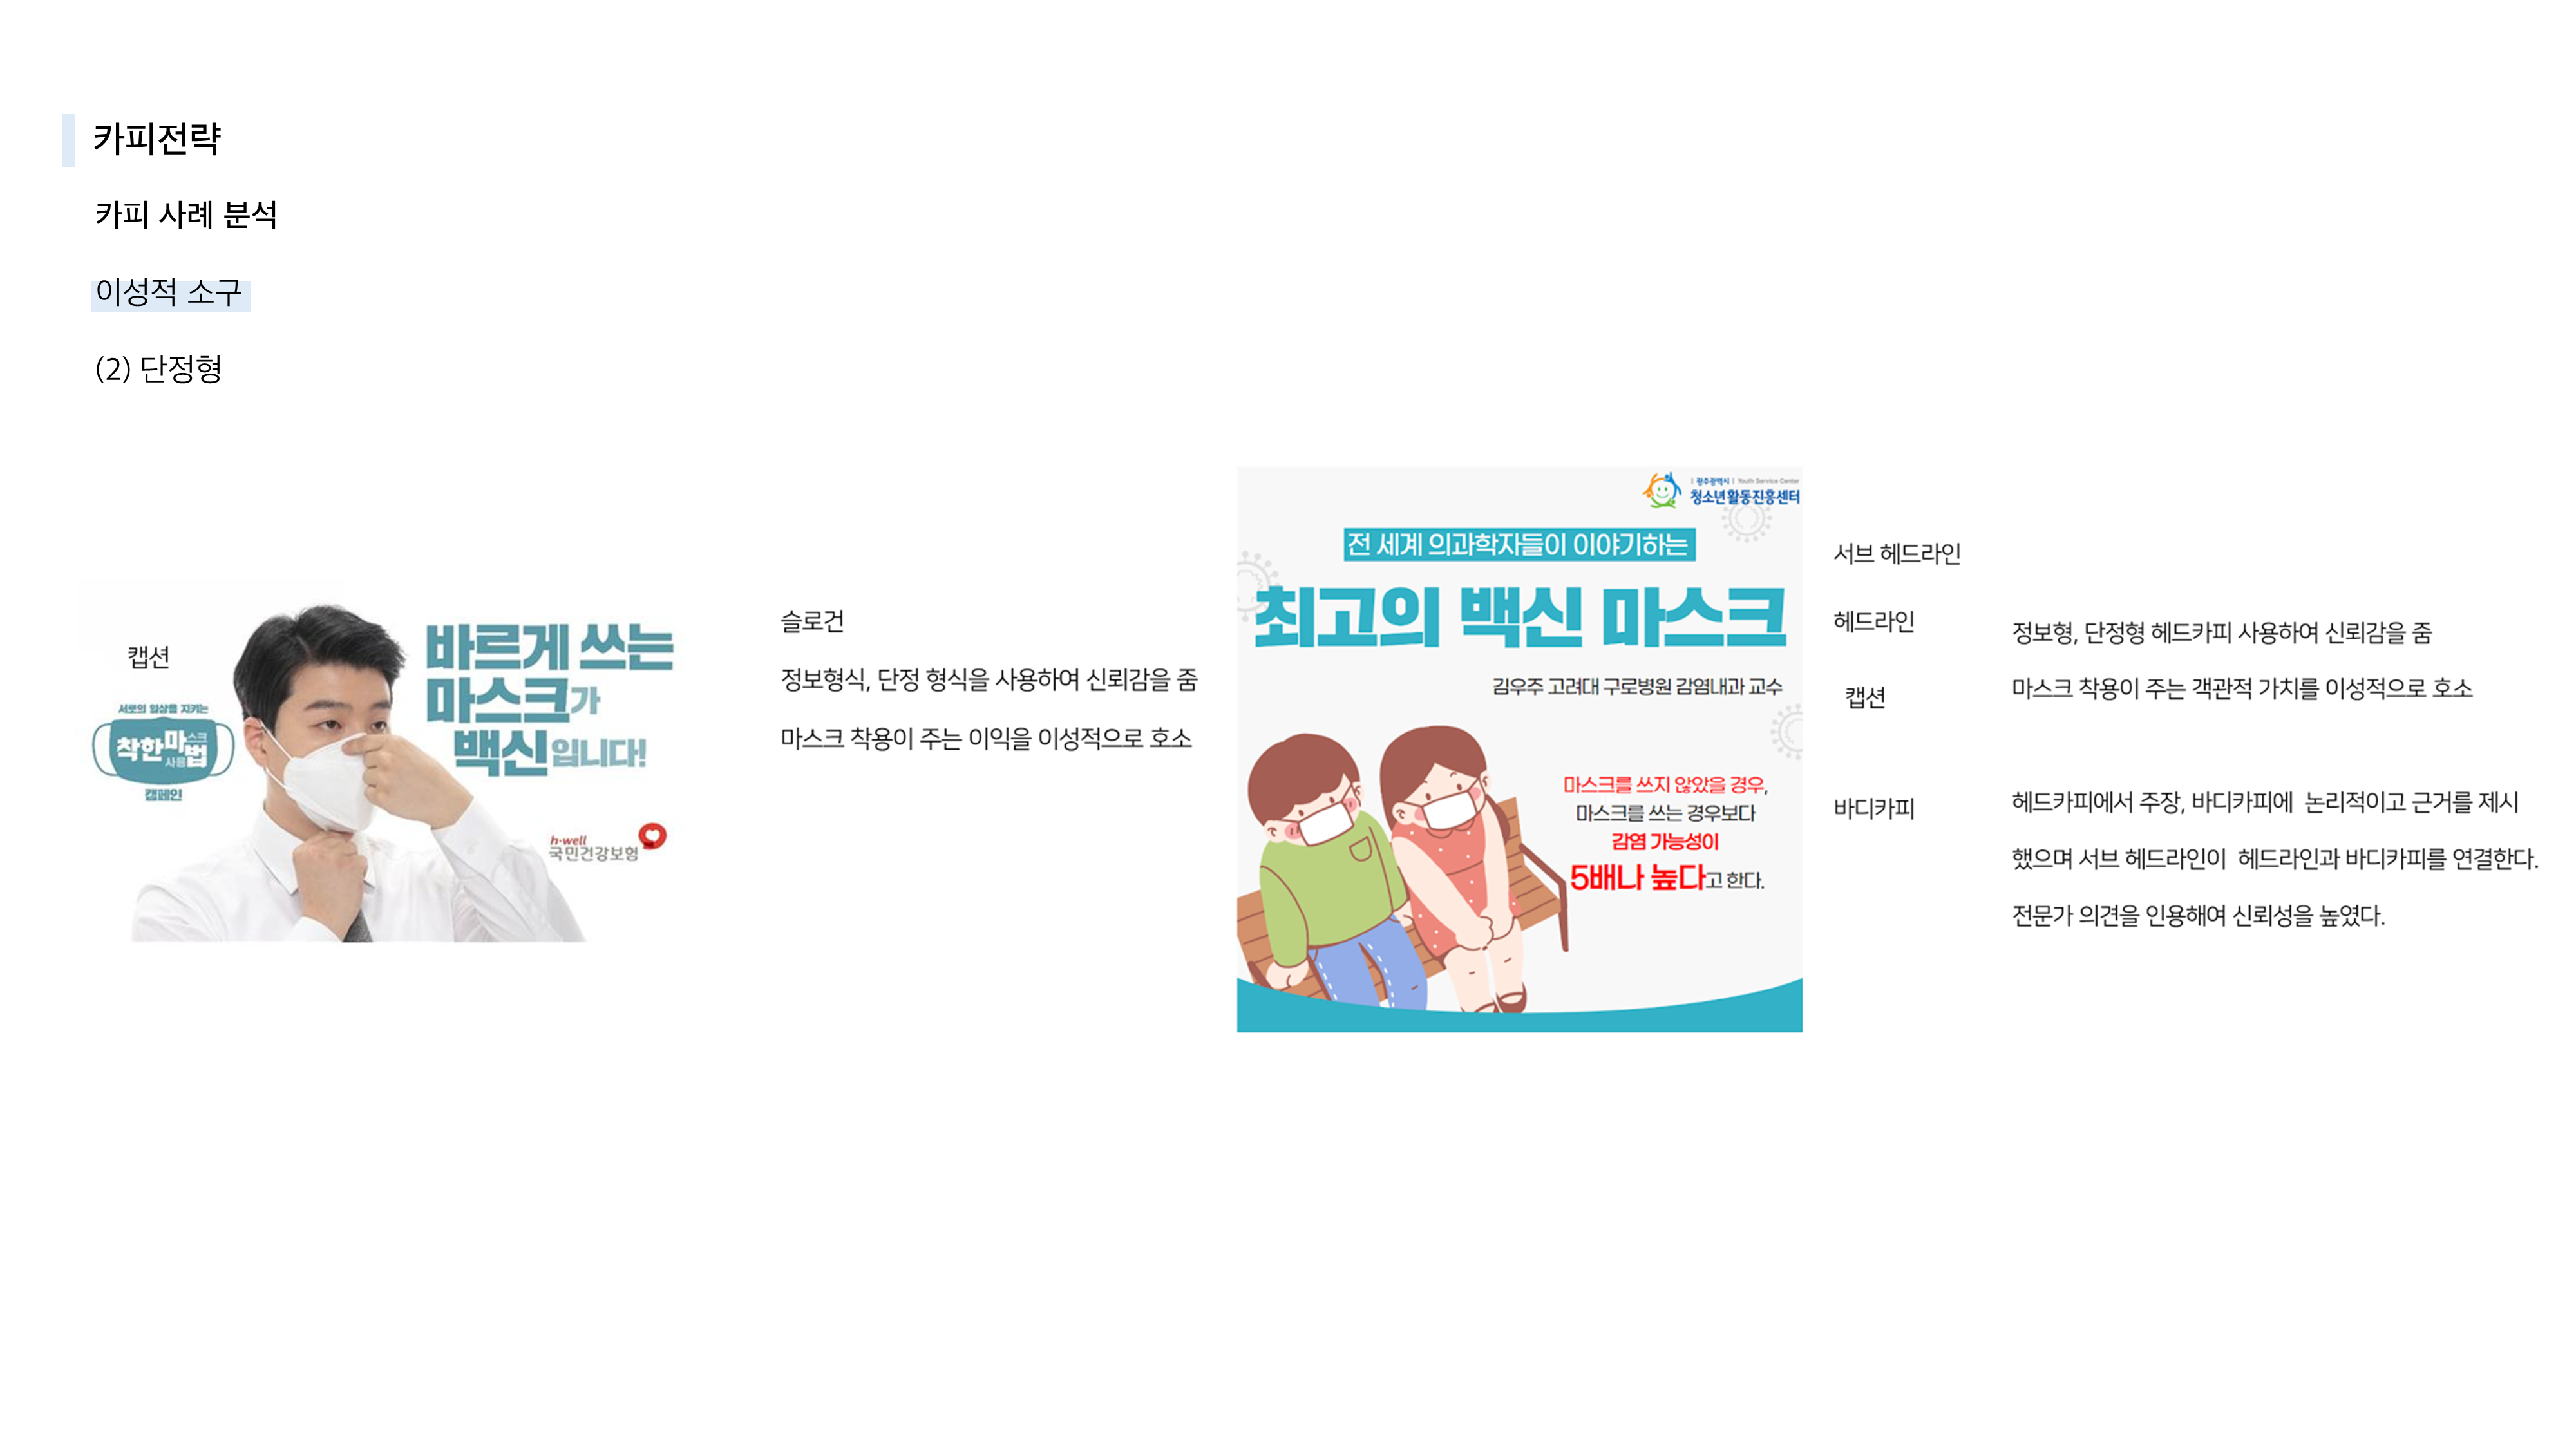 카피전략
카피 사례 분석
이성적 소구
(2) 단정형
캡션
서로의 일상을 지키는
착한마스크
사용법
캠페인
바르게 쓰는
마스크가
백신입니다!
h-well
국민건강보험
슬로건
정보형식, 단정 형식을 사용하여 신뢰감을 줌
마스크 착용이 주는 이익을 이성적으로 호소
광주광역시 | Youth Service Center
청소년활동진흥센터
전 세계 의과학자들이 이야기하는
최고의 백신 마스크
김우주 고려대 구로병원 감염내과 교수
마스크를 쓰지 않았을 경우,
마스크를 쓰는 경우보다
감염 가능성이
5배나 높다고 한다.
서브 헤드라인
헤드라인
캡션
바디카피
정보형, 단정형 헤드카피 사용하여 신뢰감을 줌
마스크 착용이 주는 객관적 가치를 이성적으로 호소
헤드카피에서 주장, 바디카피에 논리적이고 근거를 제시
했으며 서브 헤드라인이 헤드라인과 바디카피를 연결한다.
전문가 의견을 인용해여 신뢰성을 높였다.